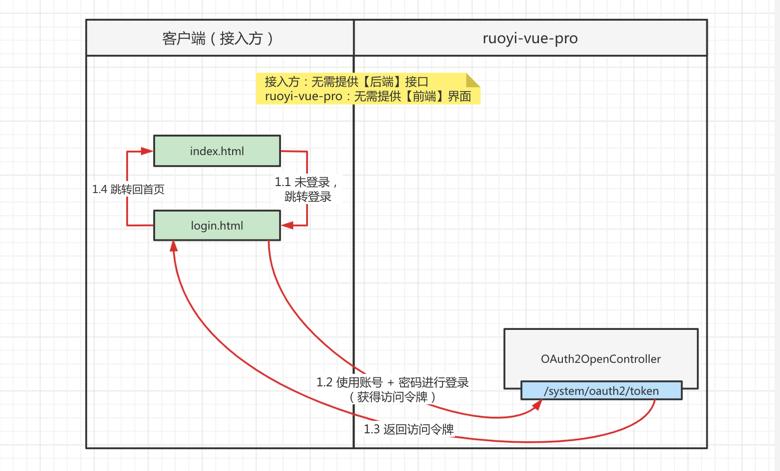 客户端（接入方）
ruoyi-vue-pro
接入方：无需提供【后端】接口
ruoyi-vue-pro：无需提供【前端】界面
index.html
1.4 跳转回首页
1.1 未登录，
跳转登录
login.html
OAuth2OpenController
/system/oauth2/token
1.2 使用账号 + 密码进行登录
（获得访问令牌）
1.3 返回访问令牌